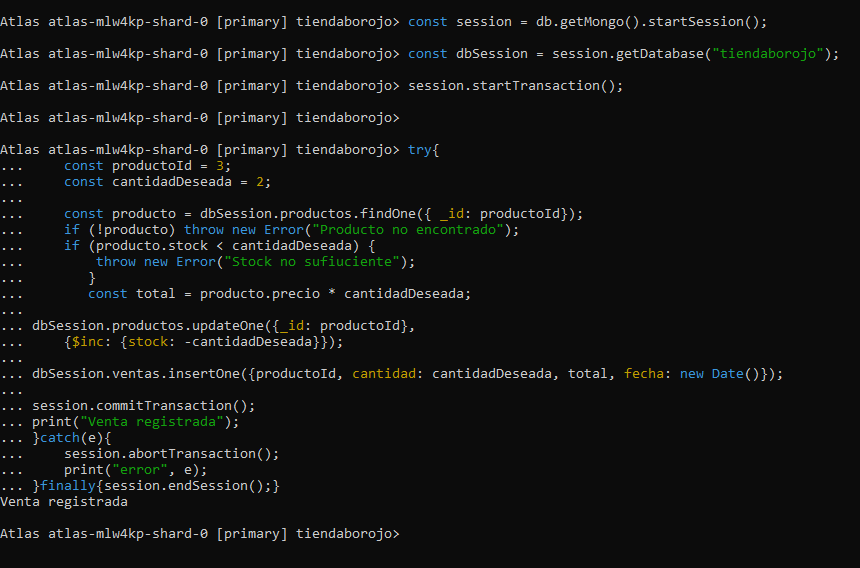 Atlas atlas-mlw4kp-shard-0 [primary] tiendaborojo> const session = db.getMongo().startSession();
Atlas atlas-mlw4kp-shard-0 [primary] tiendaborojo> const dbSession = session.getDatabase("tiendaborojo");
Atlas atlas-mlw4kp-shard-0 [primary] tiendaborojo> session.startTransaction();
Atlas atlas-mlw4kp-shard-0 [primary] tiendaborojo>
Atlas atlas-mlw4kp-shard-0 [primary] tiendaborojo> try{
...     const productoId = 3;
...     const cantidadDeseada = 2;
...
...     const producto = dbSession.productos.findOne({ _id: productoId});
...     if (!producto) throw new Error("Producto no encontrado");
...     if (producto.stock < cantidadDeseada) {
...         throw new Error("Stock no sufiuciente");
...        }
...        const total = producto.precio * cantidadDeseada;
...
... dbSession.productos.updateOne({_id: productoId},
...     {$inc: {stock: -cantidadDeseada}});
...
... dbSession.ventas.insertOne({productoId, cantidad: cantidadDeseada, total, fecha: new Date()});
...
... session.commitTransaction();
... print("Venta registrada");
... }catch(e){
...     session.abortTransaction();
...     print("error", e);
... }finally{session.endSession();}
Venta registrada
Atlas atlas-mlw4kp-shard-0 [primary] tiendaborojo>